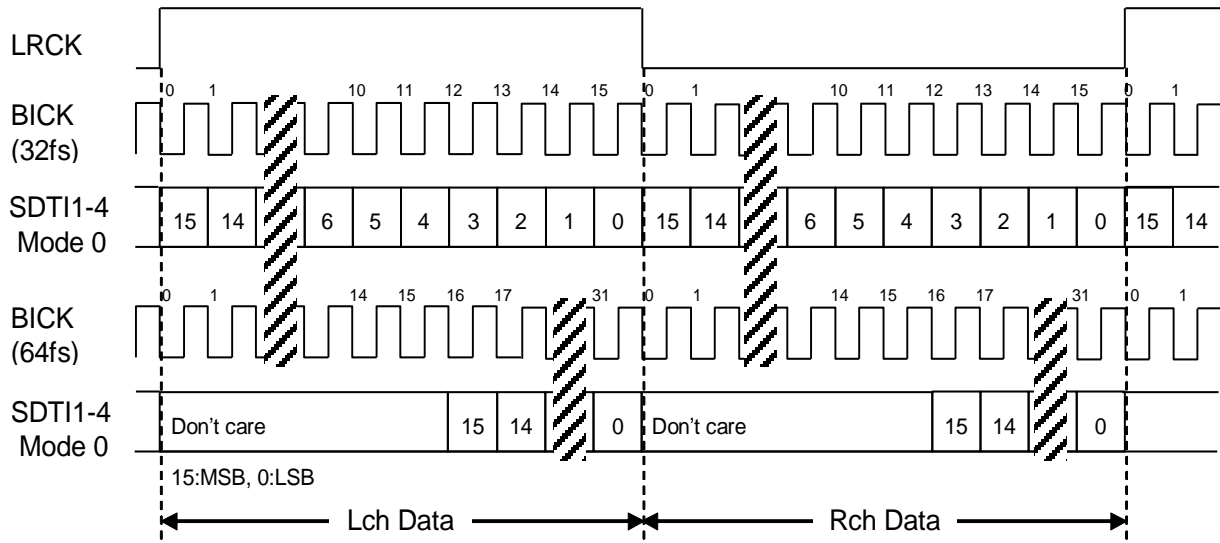 LRCK
0 1 10 11 12 13 14 15 0 1 10 11 12 13 14 15 0 1
BICK
(32fs)
SDTI1-4
Mode 0
15 14 6 5 4 3 2 1 0 15 14 6 5 4 3 2 1 0 15 14
0 1 14 15 16 17 31 0 1 14 15 16 17 31 0 1
BICK
(64fs)
SDTI1-4
Mode 0
Don't care 15 14 0 Don't care 15 14 0
15:MSB, 0:LSB
Lch Data Rch Data